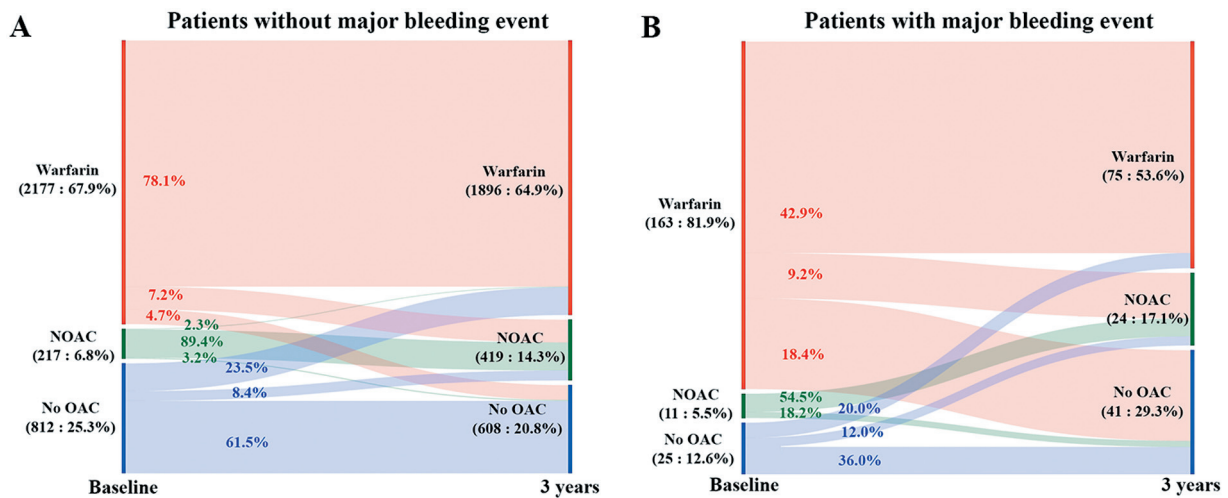 A
Patients without major bleeding event
Warfarin
(2177 : 67.9%)
78.1%
7.2%
4.7%
NOAC
(217 : 6.8%)
2.3%
89.4%
3.2%
No OAC
(812 : 25.3%)
23.5%
8.4%
61.5%
Warfarin
(1896 : 64.9%)
NOAC
(419 : 14.3%)
No OAC
(608 : 20.8%)
Baseline
3 years
B
Patients with major bleeding event
Warfarin
(163 : 81.9%)
42.9%
9.2%
18.4%
NOAC
(11 : 5.5%)
54.5%
18.2%
No OAC
(25 : 12.6%)
20.0%
12.0%
36.0%
Warfarin
(75 : 53.6%)
NOAC
(24 : 17.1%)
No OAC
(41 : 29.3%)
Baseline
3 years